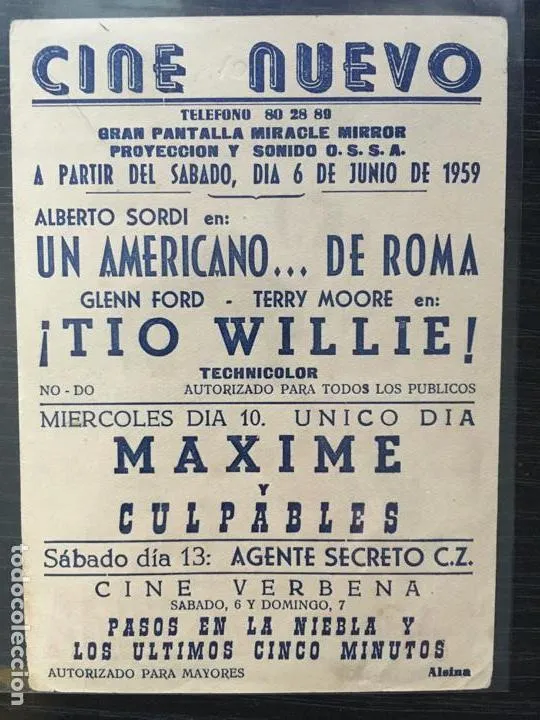 CINE NUEVO
TELEFONO 80 28 89
GRAN PANTALLA MIRACLE MIRROR
PROYECCION Y SONIDO O.S.S.A.
A PARTIR DEL SABADO, DIA 6 DE JUNIO DE 1959
ALBERTO SORDI en:
UN AMERICANO... DE ROMA
GLENN FORD - TERRY MOORE en:
¡TIO WILLIE!
TECHNICOLOR
NO-DO AUTORIZADO PARA TODOS LOS PUBLICOS
MIERCOLES DIA 10. UNICO DIA
MAXIME
Y
CULPABLES
Sábado día 13: AGENTE SECRETO C.Z.
CINE VERBENA
SABADO, 6 Y DOMINGO, 7
PASOS EN LA NIEBLA Y
LOS ULTIMOS CINCO MINUTOS
AUTORIZADO PARA MAYORES Alsina
todocoleccion